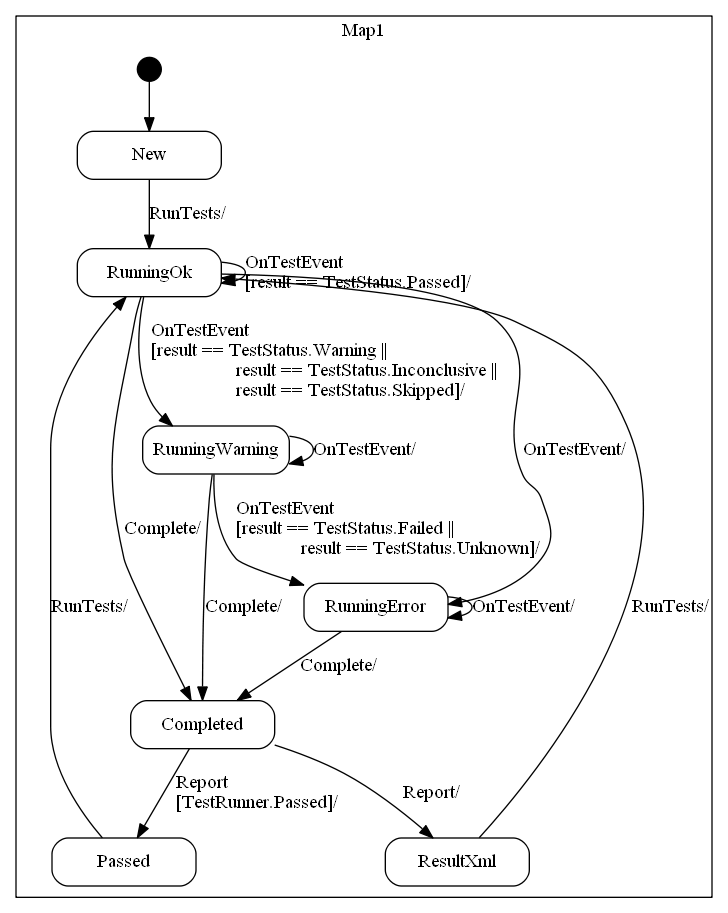 Map1
New
RunTests/
RunningOk
OnTestEvent
[result == TestStatus.Passed]/
OnTestEvent
[result == TestStatus.Warning ||
result == TestStatus.Inconclusive ||
result == TestStatus.Skipped]/
RunningWarning
OnTestEvent/
OnTestEvent/
OnTestEvent
[result == TestStatus.Failed ||
result == TestStatus.Unknown]/
Complete/
RunTests/
Complete/
RunningError
OnTestEvent/
RunTests/
Complete/
Completed
Report
[TestRunner.Passed]/
Report/
Passed
ResultXml